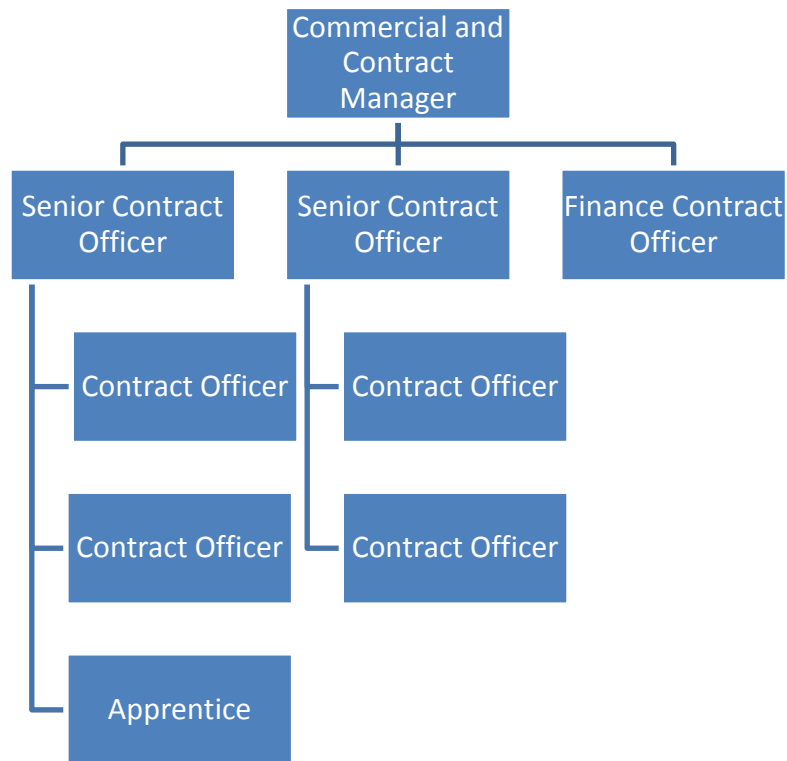 Commercial and
Contract
Manager
Senior Contract
Officer
Senior Contract
Officer
Finance Contract
Officer
Contract Officer
Contract Officer
Contract Officer
Contract Officer
Apprentice